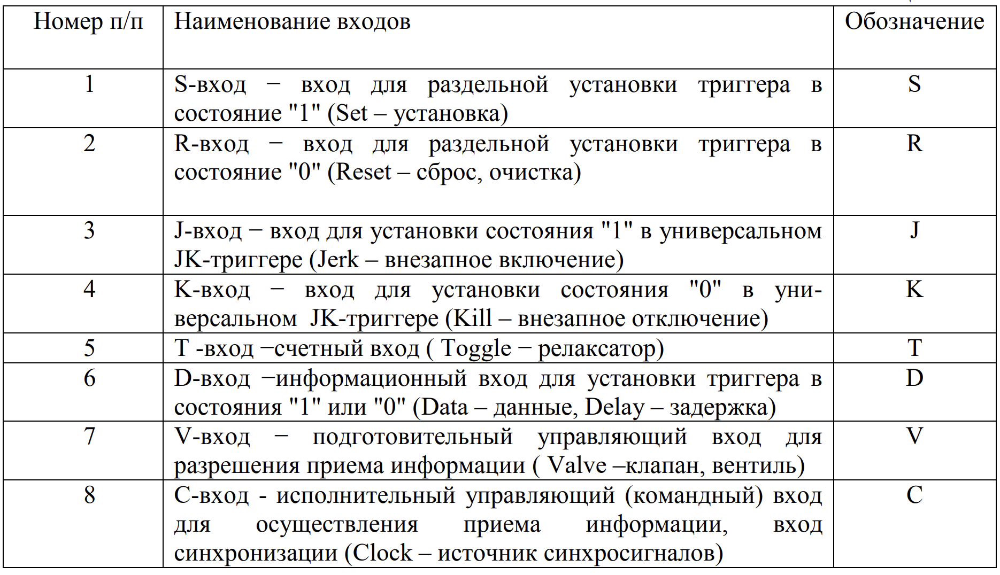 Номер п/п Наименование входов Обозначение
1 S-вход − вход для раздельной установки триггера в S
состояние "1" (Set – установка)
2 R-вход − вход для раздельной установки триггера в R
состояние "0" (Reset – сброс, очистка)
3 J-вход − вход для установки состояния "1" в универсальном J
JK-триггере (Jerk – внезапное включение)
4 K-вход − вход для установки состояния "0" в уни- K
версальном JK-триггере (Kill – внезапное отключение)
5 T -вход −счетный вход ( Toggle − релаксатор) T
6 D-вход −информационный вход для установки триггера в D
состояния "1" или "0" (Data – данные, Delay – задержка)
7 V-вход − подготовительный управляющий вход для V
разрешения приема информации ( Valve –клапан, вентиль)
8 C-вход - исполнительный управляющий (командный) вход C
для осуществления приема информации, вход
синхронизации (Clock – источник синхросигналов)